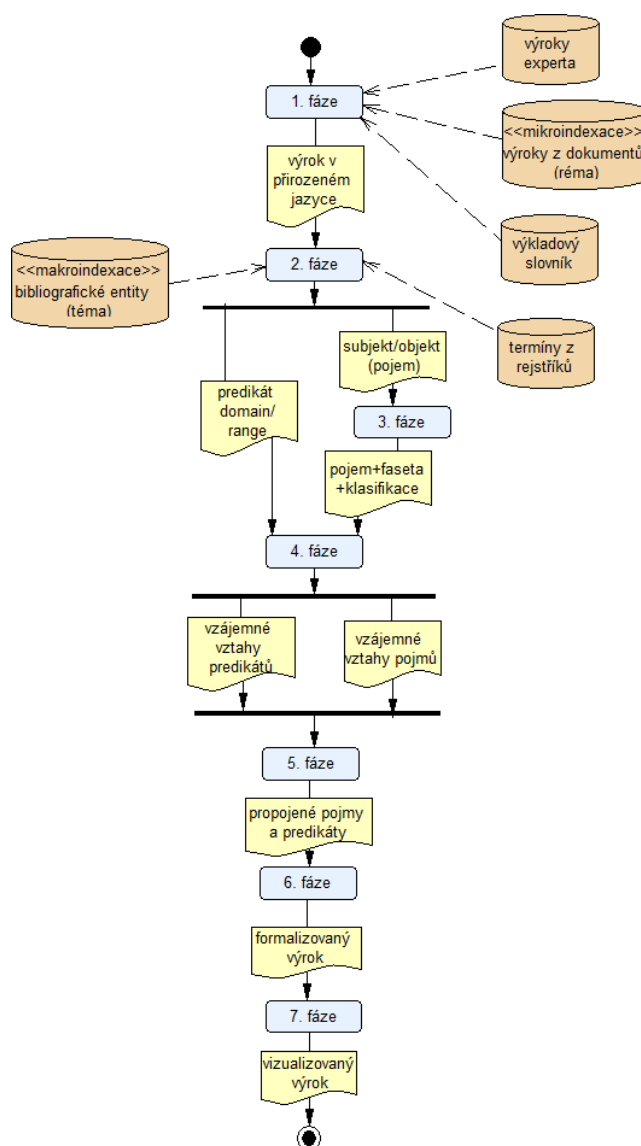 výroky
experta
1. fáze
<<mikroindexace>>
výroky z dokumentů
(réma)
výrok v
přirozeném
jazyce
výkladový
slovník
<<makroindexace>>
bibliografické entity
(téma)
2. fáze
termíny z
rejstříků
subjekt/objekt
(pojem)
predikát
domain/
range
3. fáze
pojem+faseta
+klasifikace
4. fáze
vzájemné
vztahy
predikátů
vzájemné
vztahy pojmů
5. fáze
propojené pojmy
a predikáty
6. fáze
formalizovaný
výrok
7. fáze
vizualizovaný
výrok